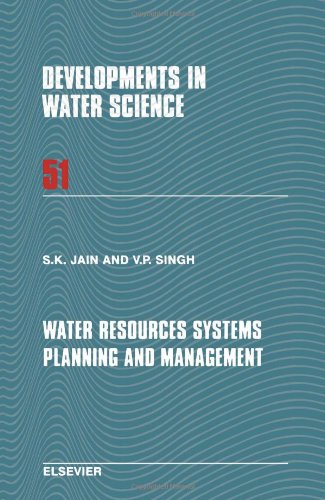 DEVELOPMENTS IN
WATER SCIENCE
51
S.K. JAIN AND V.P. SINGH
WATER RESOURCES SYSTEMS
PLANNING AND MANAGEMENT
ELSEVIER